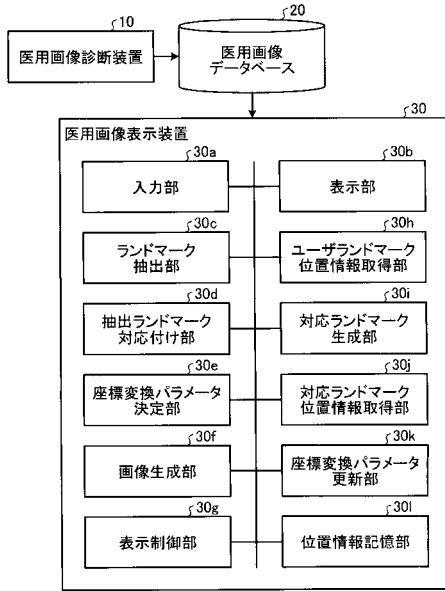 10
医用画像診断装置
20
医用画像
データベース
30
医用画像表示装置
30a
入力部
30b
表示部
30c
ランドマーク
抽出部
30h
ユーザランドマーク
位置情報取得部
30d
抽出ランドマーク
対応付け部
30i
対応ランドマーク
生成部
30e
座標変換パラメータ
決定部
30j
対応ランドマーク
位置情報取得部
30f
画像生成部
30k
座標変換パラメータ
更新部
30g
表示制御部
30l
位置情報記憶部